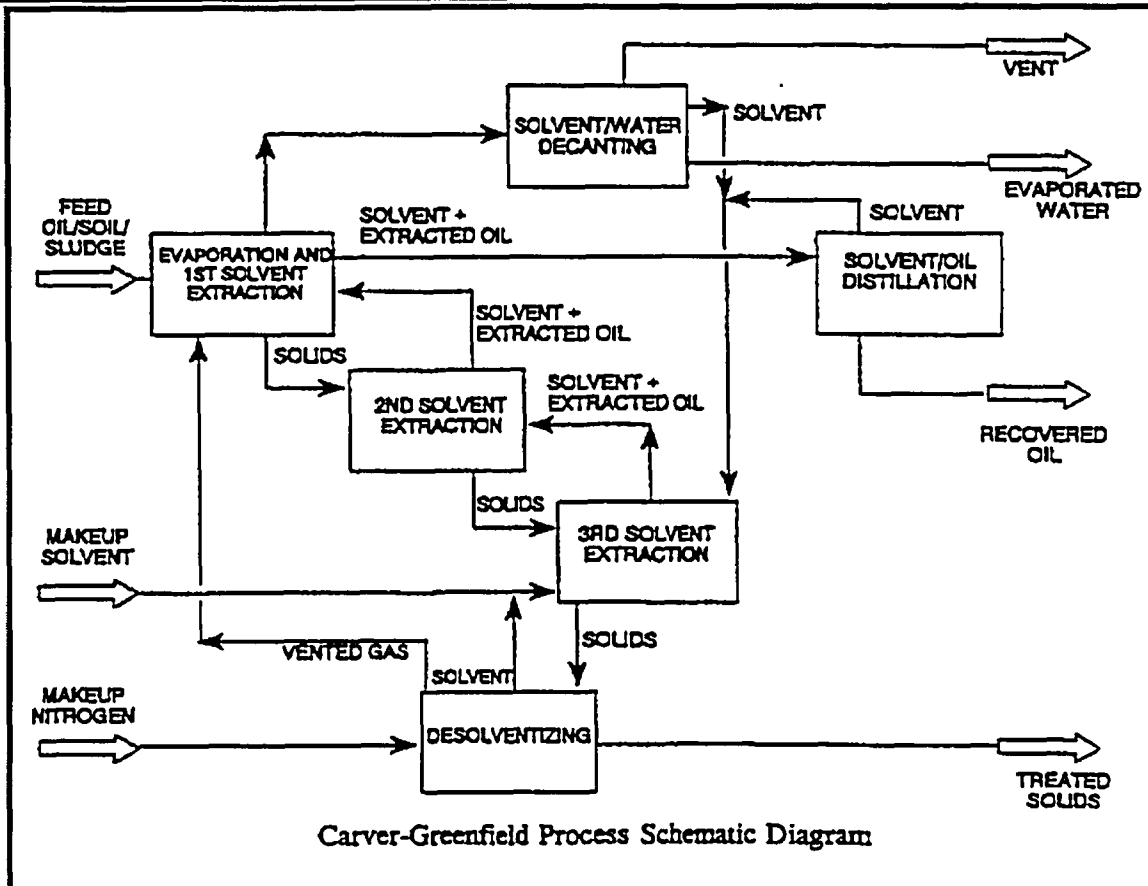 VENT
SOLVENT/WATER
DECANTING
SOLVENT
EVAPORATED
WATER
FEED
OIL/SOIL/
SLUDGE
SOLVENT +
EXTRACTED OIL
SOLVENT
EVAPORATION AND
1ST SOLVENT
EXTRACTION
SOLVENT/OIL
DISTILLATION
SOLVENT +
EXTRACTED OIL
SOLIDS
2ND SOLVENT
EXTRACTION
SOLVENT +
EXTRACTED OIL
RECOVERED
OIL
SOLIDS
MAKEUP
SOLVENT
3RD SOLVENT
EXTRACTION
SOLIDS
VENTED GAS
SOLVENT
MAKEUP
NITROGEN
DESOLVENTIZING
TREATED
SOLIDS
Carver-Greenfield Process Schematic Diagram